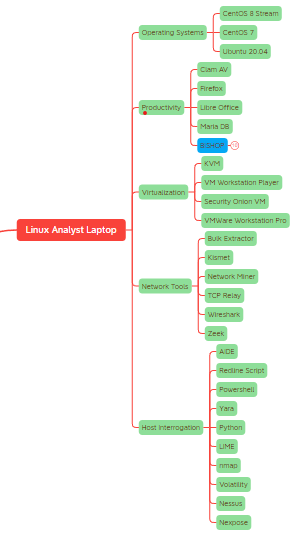 Linux Analyst Laptop
Operating Systems
CentOS 8 Stream
CentOS 7
Ubuntu 20.04
Productivity
Clam AV
Firefox
Libre Office
Maria DB
BISHOP
Virtualization
KVM
VM Workstation Player
Security Onion VM
VMWare Workstation Pro
Network Tools
Bulk Extractor
Kismet
Network Miner
TCP Relay
Wireshark
Zeek
Host Interrogation
AIDE
Redline Script
Powershell
Yara
Python
LIME
nmap
Volatility
Nessus
Nexpose